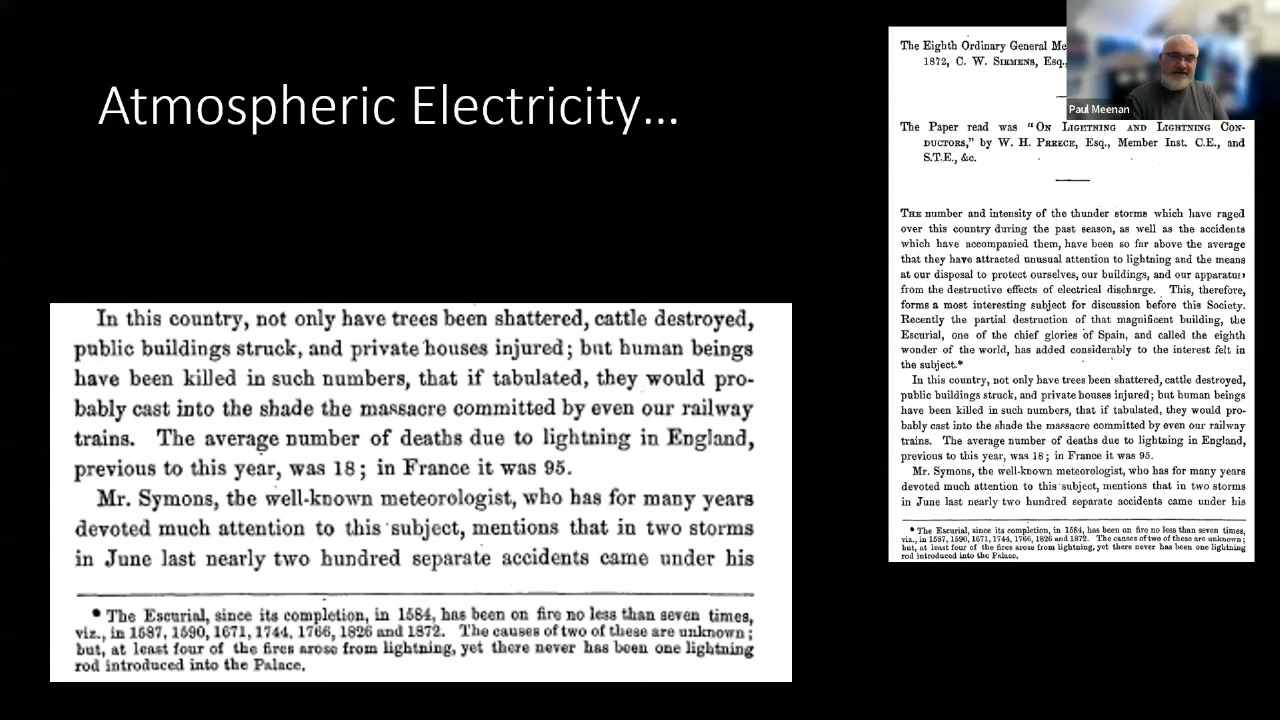 Atmospheric Electricity...
In this country, not only have trees been shattered, cattle destroyed,
public buildings struck, and private houses injured; but human beings
have been killed in such numbers, that if tabulated, they would pro-
bably cast into the shade the massacre committed by even our railway
trains. The average number of deaths due to lightning in England,
previous to this year, was 18; in France it was 95.
Mr. Symons, the well-known meteorologist, who has for many years
devoted much attention to this subject, mentions that in two storms
in June last nearly two hundred separate accidents came under his
* The Escurial, since its completion, in 1584, has been on fire no less than seven times,
viz., in 1587, 1590, 1671, 1744, 1766, 1826 and 1872. The causes of two of these are unknown;
but, at least four of the fires arose from lightning, yet there never has been one lightning
rod introduced into the Palace.
The Eighth Ordinary General Me
1872, C. W. SIEMENS, Esq.,
Paul Meenan
The Paper read was "ON LIGHTNING AND LIGHTNING CON-
DUCTORS," by W. H. PREECE, Esq., Member Inst. C.E., and
S.T.E., &c.
THE number and intensity of the thunder storms which have raged
over this country during the past season, as well as the accidents
which have accompanied them, have been so far above the average
that they have attracted unusual attention to lightning and the means
at our disposal to protect ourselves, our buildings, and our apparatus
from the destructive effects of electrical discharge. This, therefore,
forms a most interesting subject for discussion before this Society.
Recently the partial destruction of that magnificent building, the
Escurial, one of the chief glories of Spain, and called the eighth
wonder of the world, has added considerably to the interest felt in
the subject.*
In this country, not only have trees been shattered, cattle destroyed,
public buildings struck, and private houses injured; but human beings
have been killed in such numbers, that if tabulated, they would pro-
bably cast into the shade the massacre committed by even our railway
trains. The average number of deaths due to lightning in England,
previous to this year, was 18; in France it was 95.
Mr. Symons, the well-known meteorologist, who has for many years
devoted much attention to this subject, mentions that in two storms
in June last nearly two hundred separate accidents came under his
* The Escurial, since its completion, in 1584, has been on fire no less than seven times,
viz., in 1587, 1590, 1671, 1744, 1766, 1826 and 1872. The causes of two of these are unknown;
but, at least four of the fires arose from lightning, yet there never has been one lightning
rod introduced into the Palace.